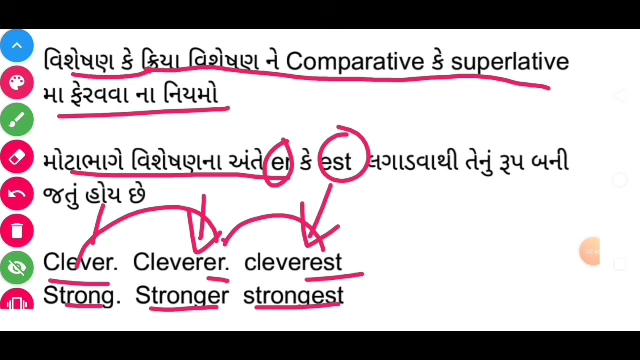 વિશેષણ કે ક્રિયા વિશેષણ ને Comparative કે superlative
મા ફેરવવા ના નિયમો
મોટાભાગે વિશેષણના અંતે er કે est લગાડવાથી તેનું રૂપ બની
જતું હોય છે
Clever. Cleverer. cleverest
Strong. Stronger strongest